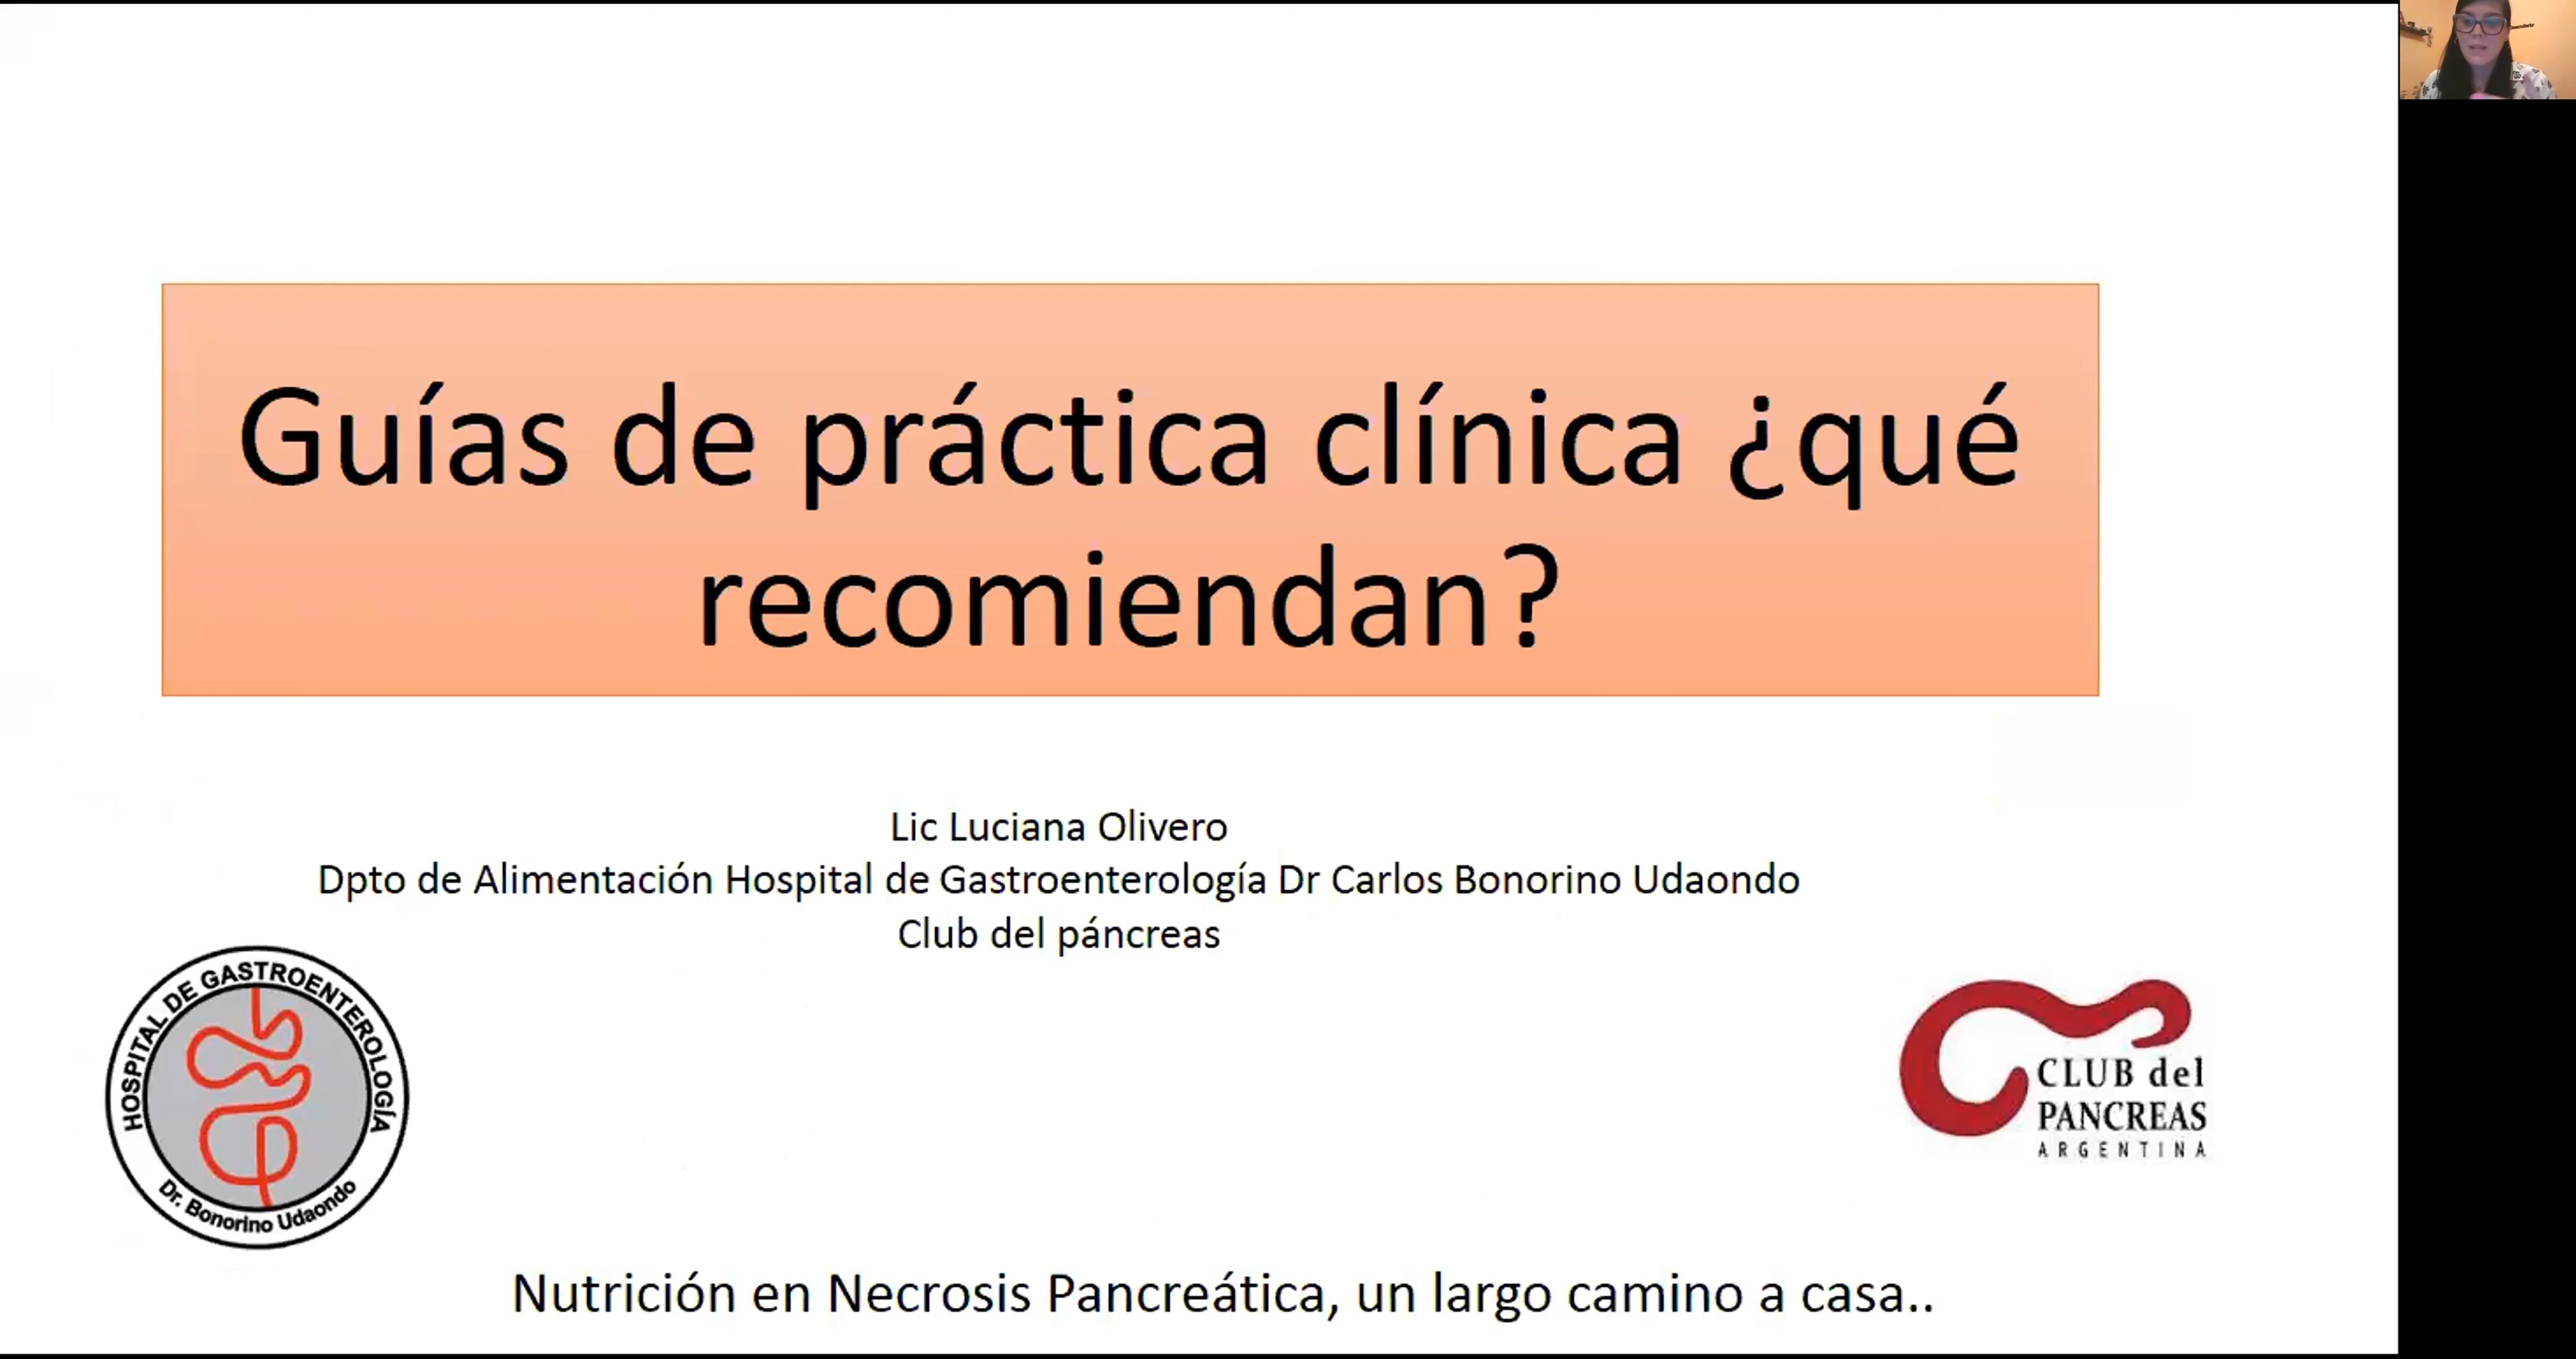 Guías de práctica clínica ¿qué
recomiendan?
Lic Luciana Olivero
Dpto de Alimentación Hospital de Gastroenterología Dr Carlos Bonorino Udaondo
Club del páncreas
HOSPITAL DE GASTROENTEROLOGÍA
Dr. Bonorino Udaondo
CLUB del
PANCREAS
ARGENTINA
Nutrición en Necrosis Pancreática, un largo camino a casa..